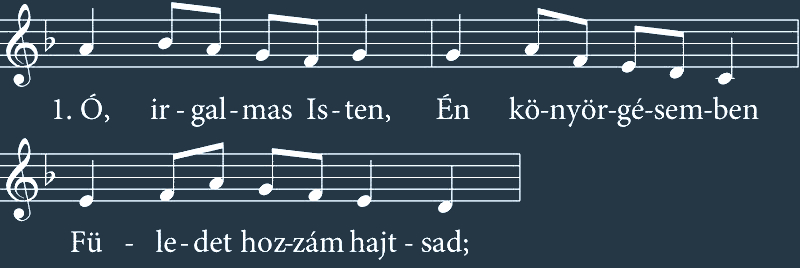 1. Ó, ir - gal - mas Is - ten, Én kö-nyör-gé-sem-ben
Fü - le - det hoz-zám hajt - sad;